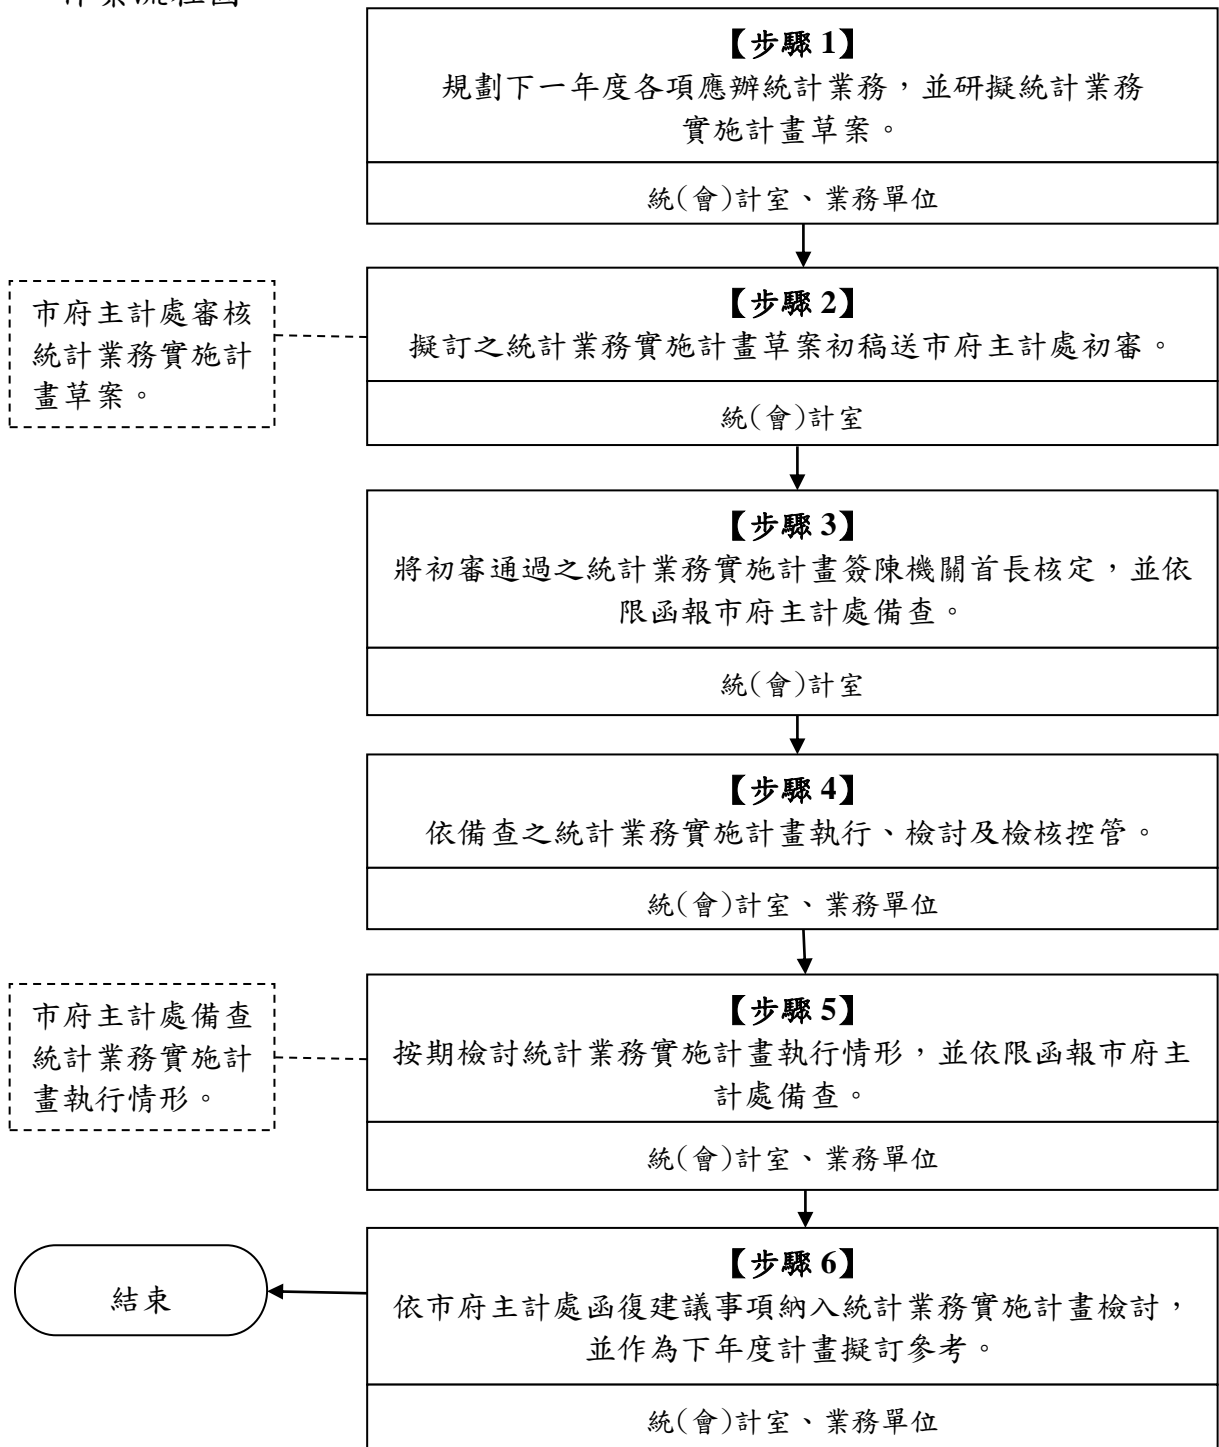 作業流程圖
【步驟 1】
規劃下一年度各項應辦統計業務，並研擬統計業務
實施計畫草案。
統(會)計室、業務單位
市府主計處審核
統計業務實施計
畫草案。
【步驟 2】
擬訂之統計業務實施計畫草案初稿送市府主計處初審。
統(會)計室
【步驟 3】
將初審通過之統計業務實施計畫簽陳機關首長核定，並依
限函報市府主計處備查。
統(會)計室
【步驟 4】
依備查之統計業務實施計畫執行、檢討及檢核控管。
統(會)計室、業務單位
市府主計處備查
統計業務實施計
畫執行情形。
【步驟 5】
按期檢討統計業務實施計畫執行情形，並依限函報市府主
計處備查。
統(會)計室、業務單位
結束
【步驟 6】
依市府主計處函復建議事項納入統計業務實施計畫檢討，
並作為下年度計畫擬訂參考。
統(會)計室、業務單位